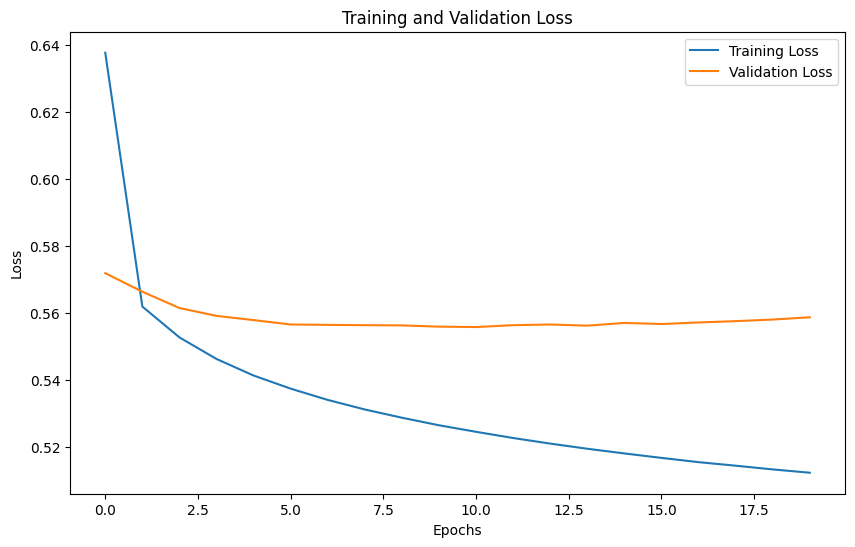 Training and Validation Loss
Training Loss
Validation Loss
0.64
0.62
0.60
0.58
0.56
0.54
0.52
Loss
0.0 2.5 5.0 7.5 10.0 12.5 15.0 17.5
Epochs